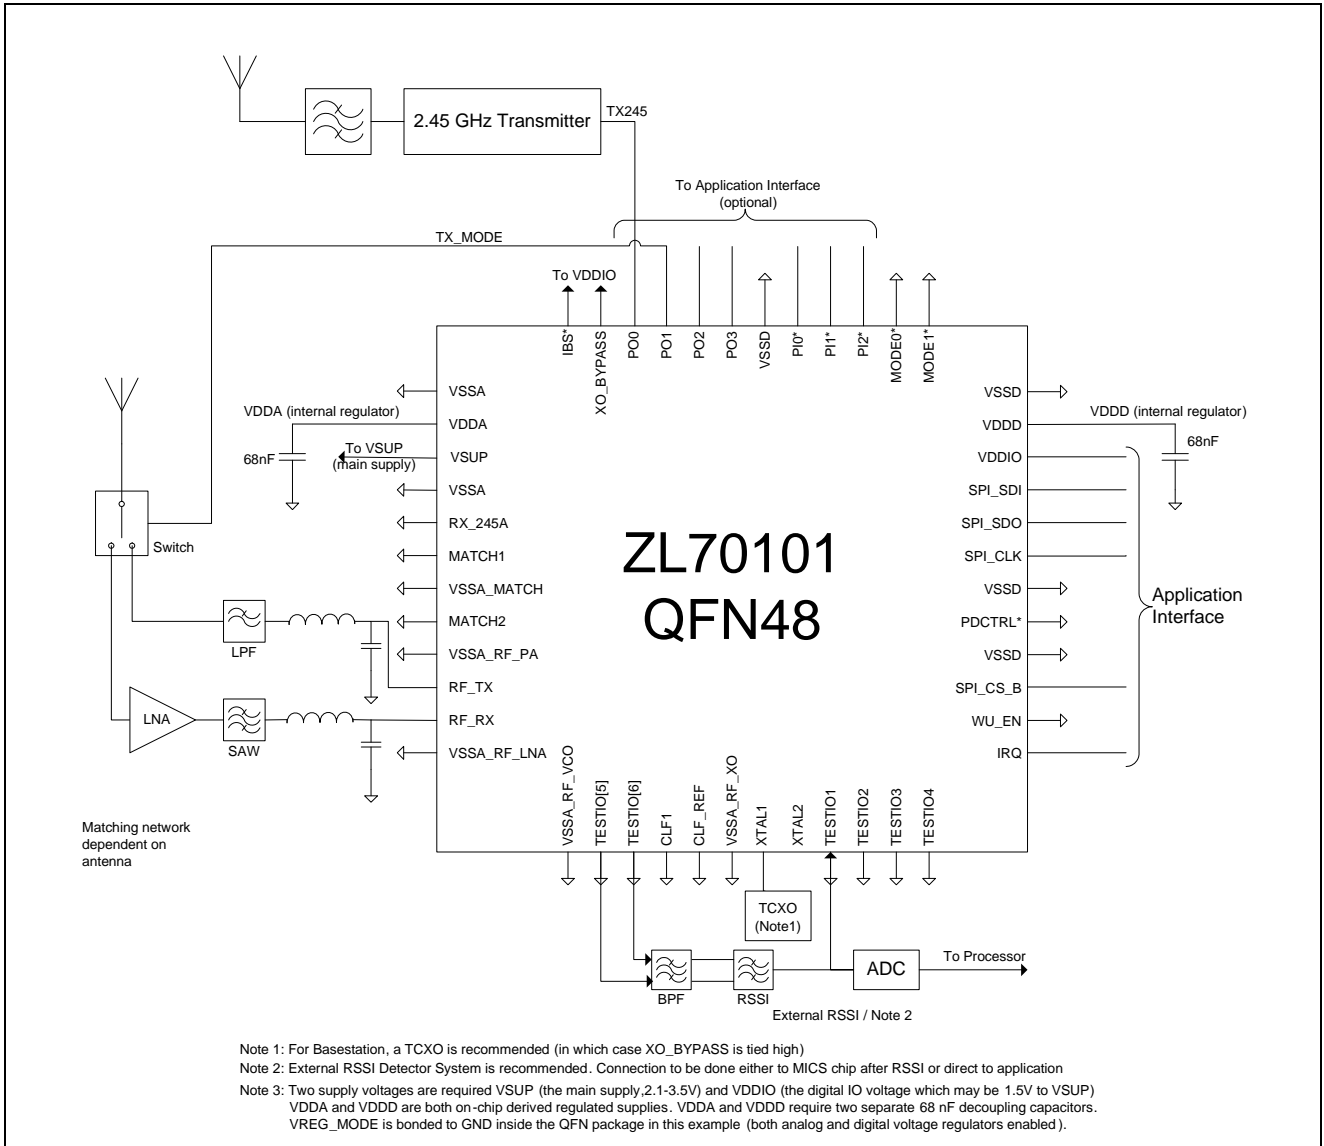 2.45 GHz Transmitter
TX245
To Application Interface
(optional)
TX_MODE
To VDDIO
IBS*
XO_BYPASS
PO0
PO1
PO2
PO3
VSSD
PI0*
PI1*
PI2*
MODE0*
MODE1*
VSSA
VDDA
VSUP
VSSA
RX_245A
MATCH1
VSSA_MATCH
MATCH2
VSSA_RF_PA
RF_TX
RF_RX
VSSA_RF_LNA
VDDA (internal regulator)
68nF
To VSUP
(main supply)
Switch
LPF
LNA
SAW
Matching network
dependent on
antenna
ZL70101
QFN48
VSSD
VDDD
VDDIO
SPI_SDI
SPI_SDO
SPI_CLK
VSSD
PDCTRL*
VSSD
SPI_CS_B
WU_EN
IRQ
VDDD (internal regulator)
68nF
Application
Interface
VSSA_RF_VCO
TESTIO[5]
TESTIO[6]
CLF1
CLF_REF
VSSA_RF_XO
XTAL1
XTAL2
TESTIO1
TESTIO2
TESTIO3
TESTIO4
TCXO
(Note1)
BPF
RSSI
ADC
To Processor
External RSSI / Note 2
Note 1: For Basestation, a TCXO is recommended (in which case XO_BYPASS is tied high)
Note 2: External RSSI Detector System is recommended. Connection to be done either to MICS chip after RSSI or direct to application
Note 3: Two supply voltages are required VSUP (the main supply,2.1-3.5V) and VDDIO (the digital IO voltage which may be 1.5V to VSUP)
VDDA and VDDD are both on-chip derived regulated supplies. VDDA and VDDD require two separate 68 nF decoupling capacitors.
VREG_MODE is bonded to GND inside the QFN package in this example (both analog and digital voltage regulators enabled).